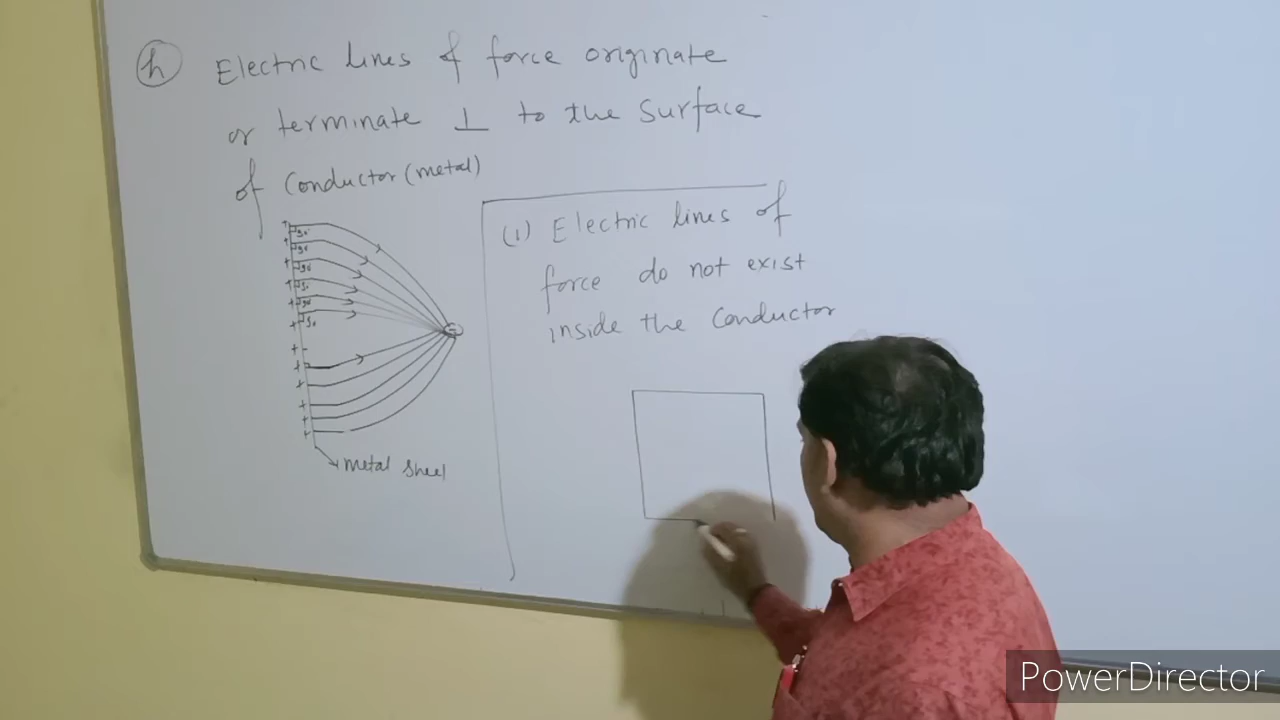 h Electric lines of force originate
or terminate ⊥ to the surface
of Conductor (metal)
(1) Electric lines of
force do not exist
inside the conductor
metal sheel
PowerDirector